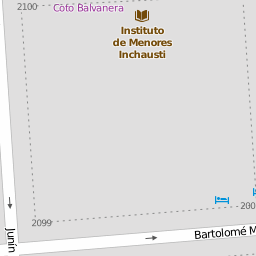 2100
Coto Balvanera
Instituto
de Menores
Inchausti
2099
200
Bartolomé M
Junín